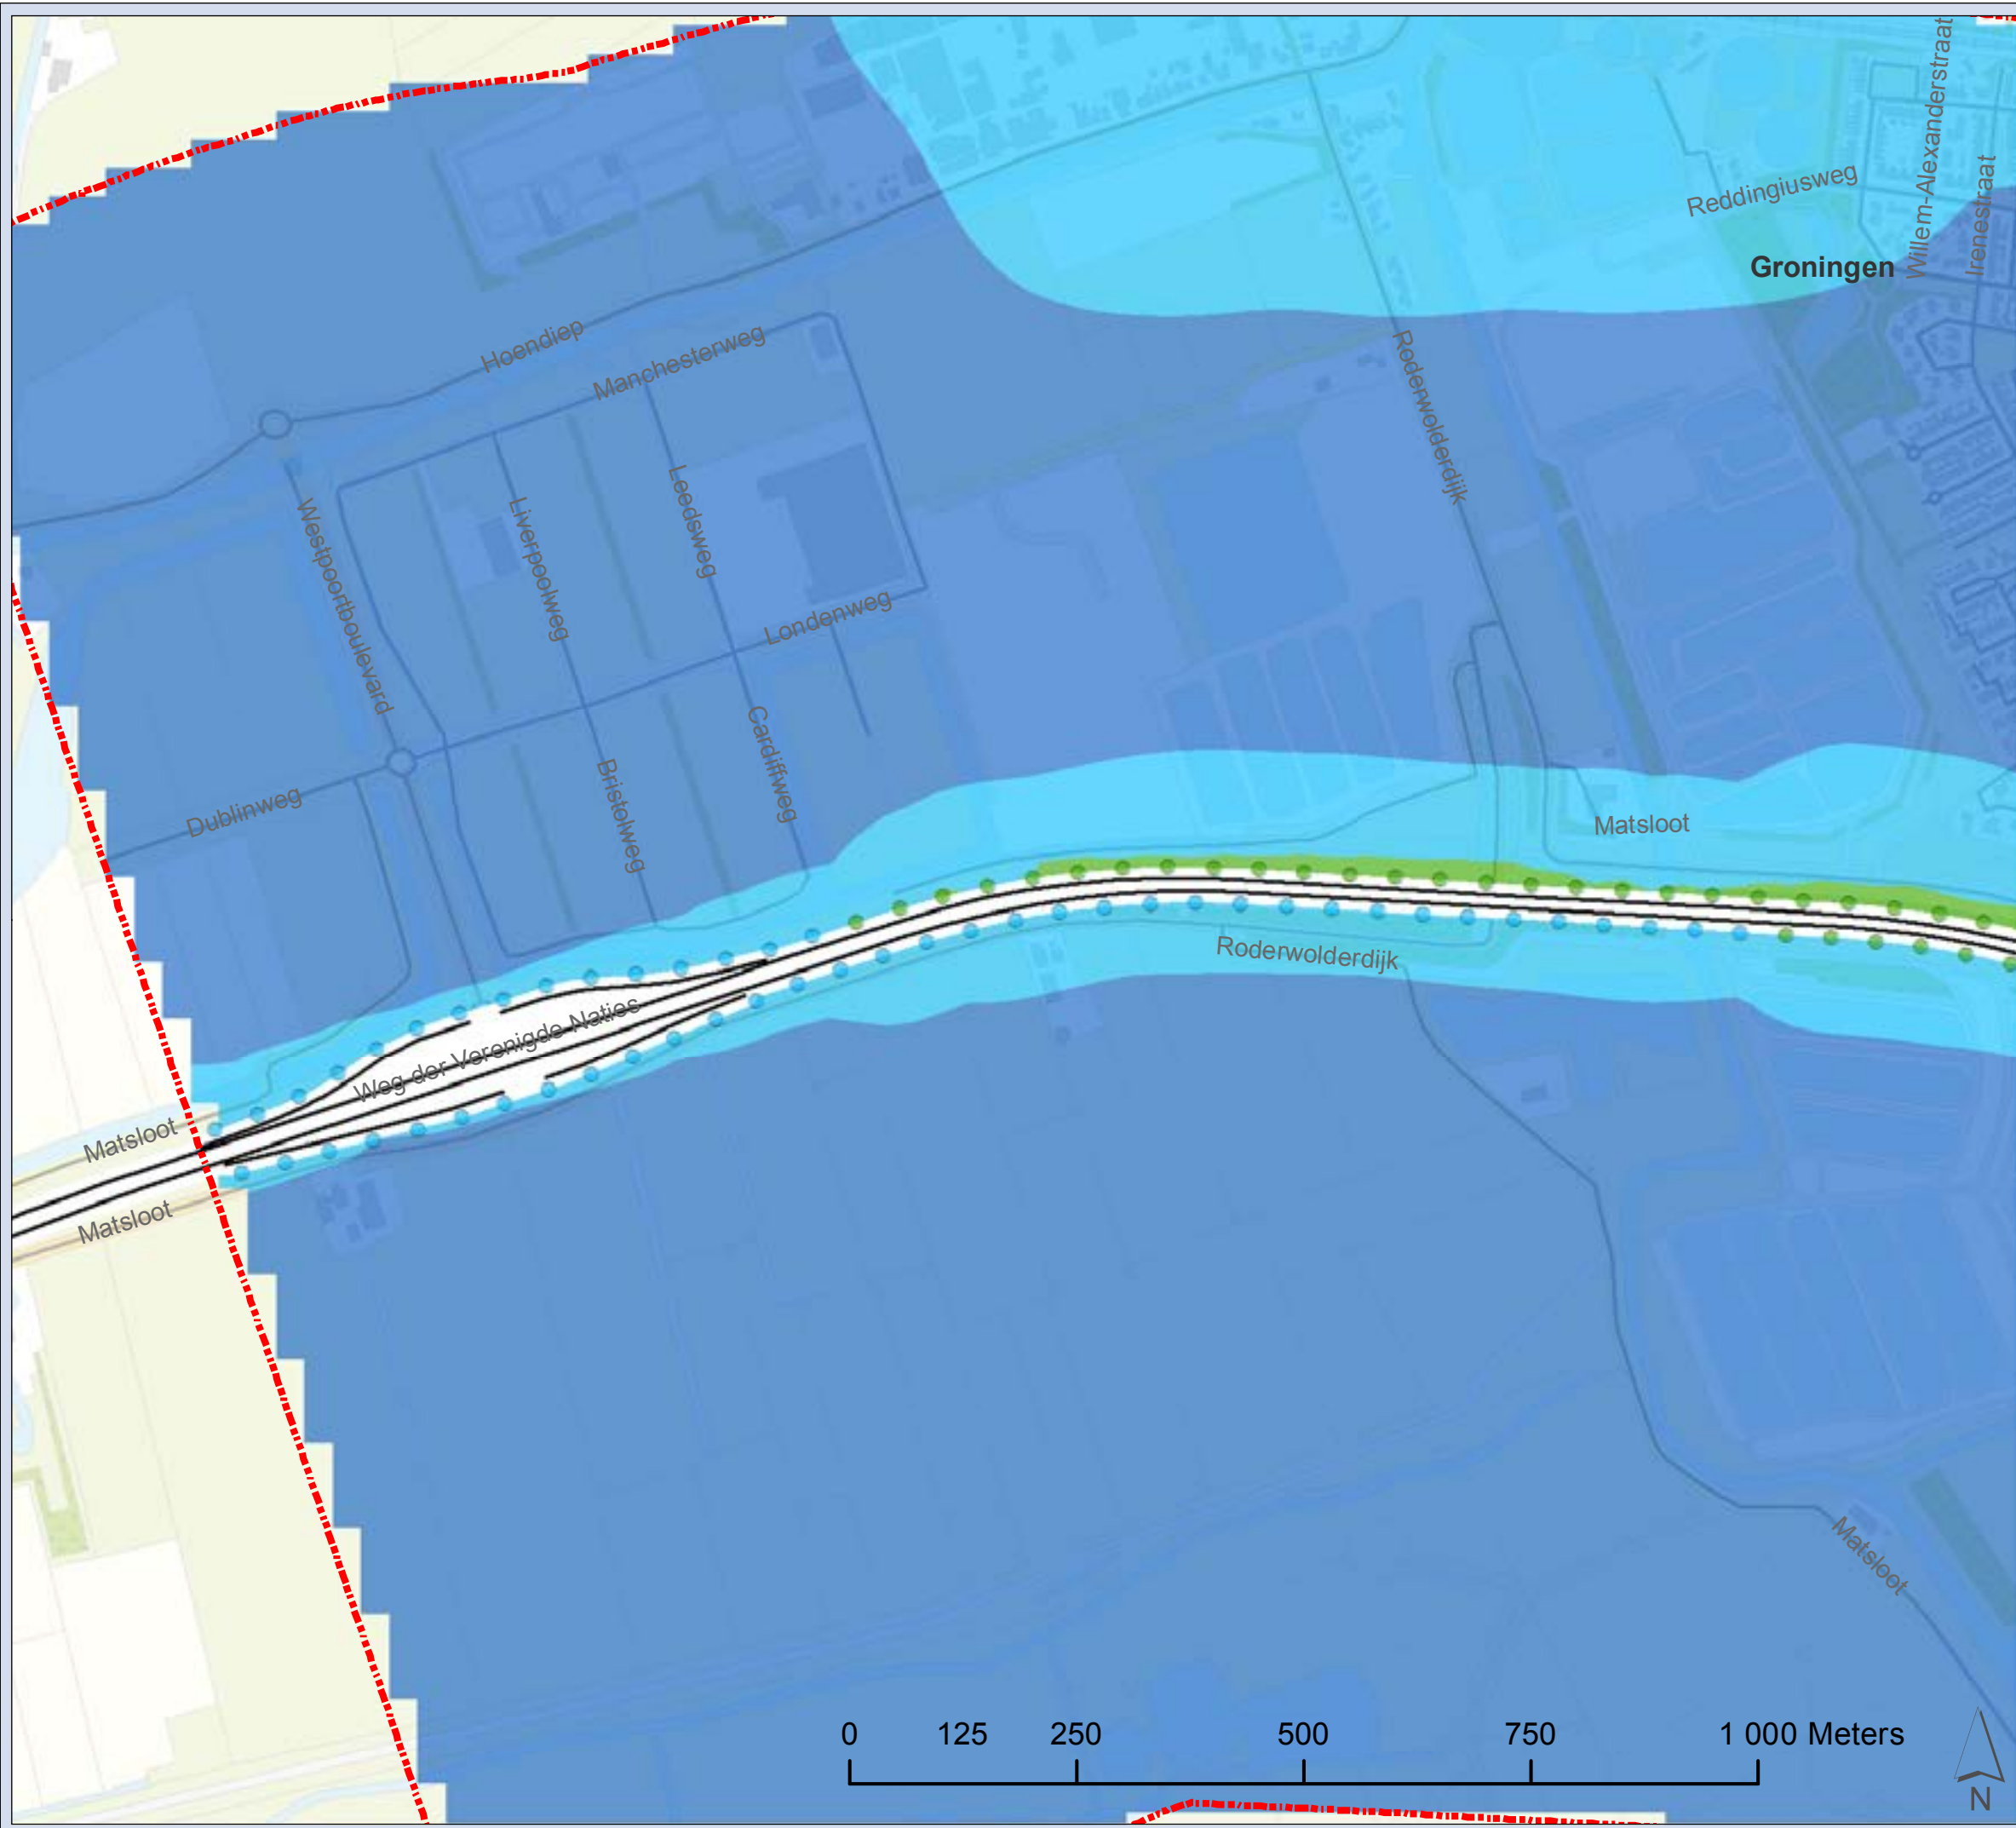 Willem-Alexanderstraat
Irenestraat
Reddingiusweg
Groningen
Hoendiep
Manchesterweg
Roderwolderdijk
Westpoortboulevard
Liverpoolweg
Leedsweg
Londenweg
Dublinweg
Bristolweg
Cardiffweg
Matsloot
Roderwolderdijk
Weg der Verenigde Naties
Matsloot
Matsloot
Matsloot
0 125 250 500 750 1 000 Meters
N